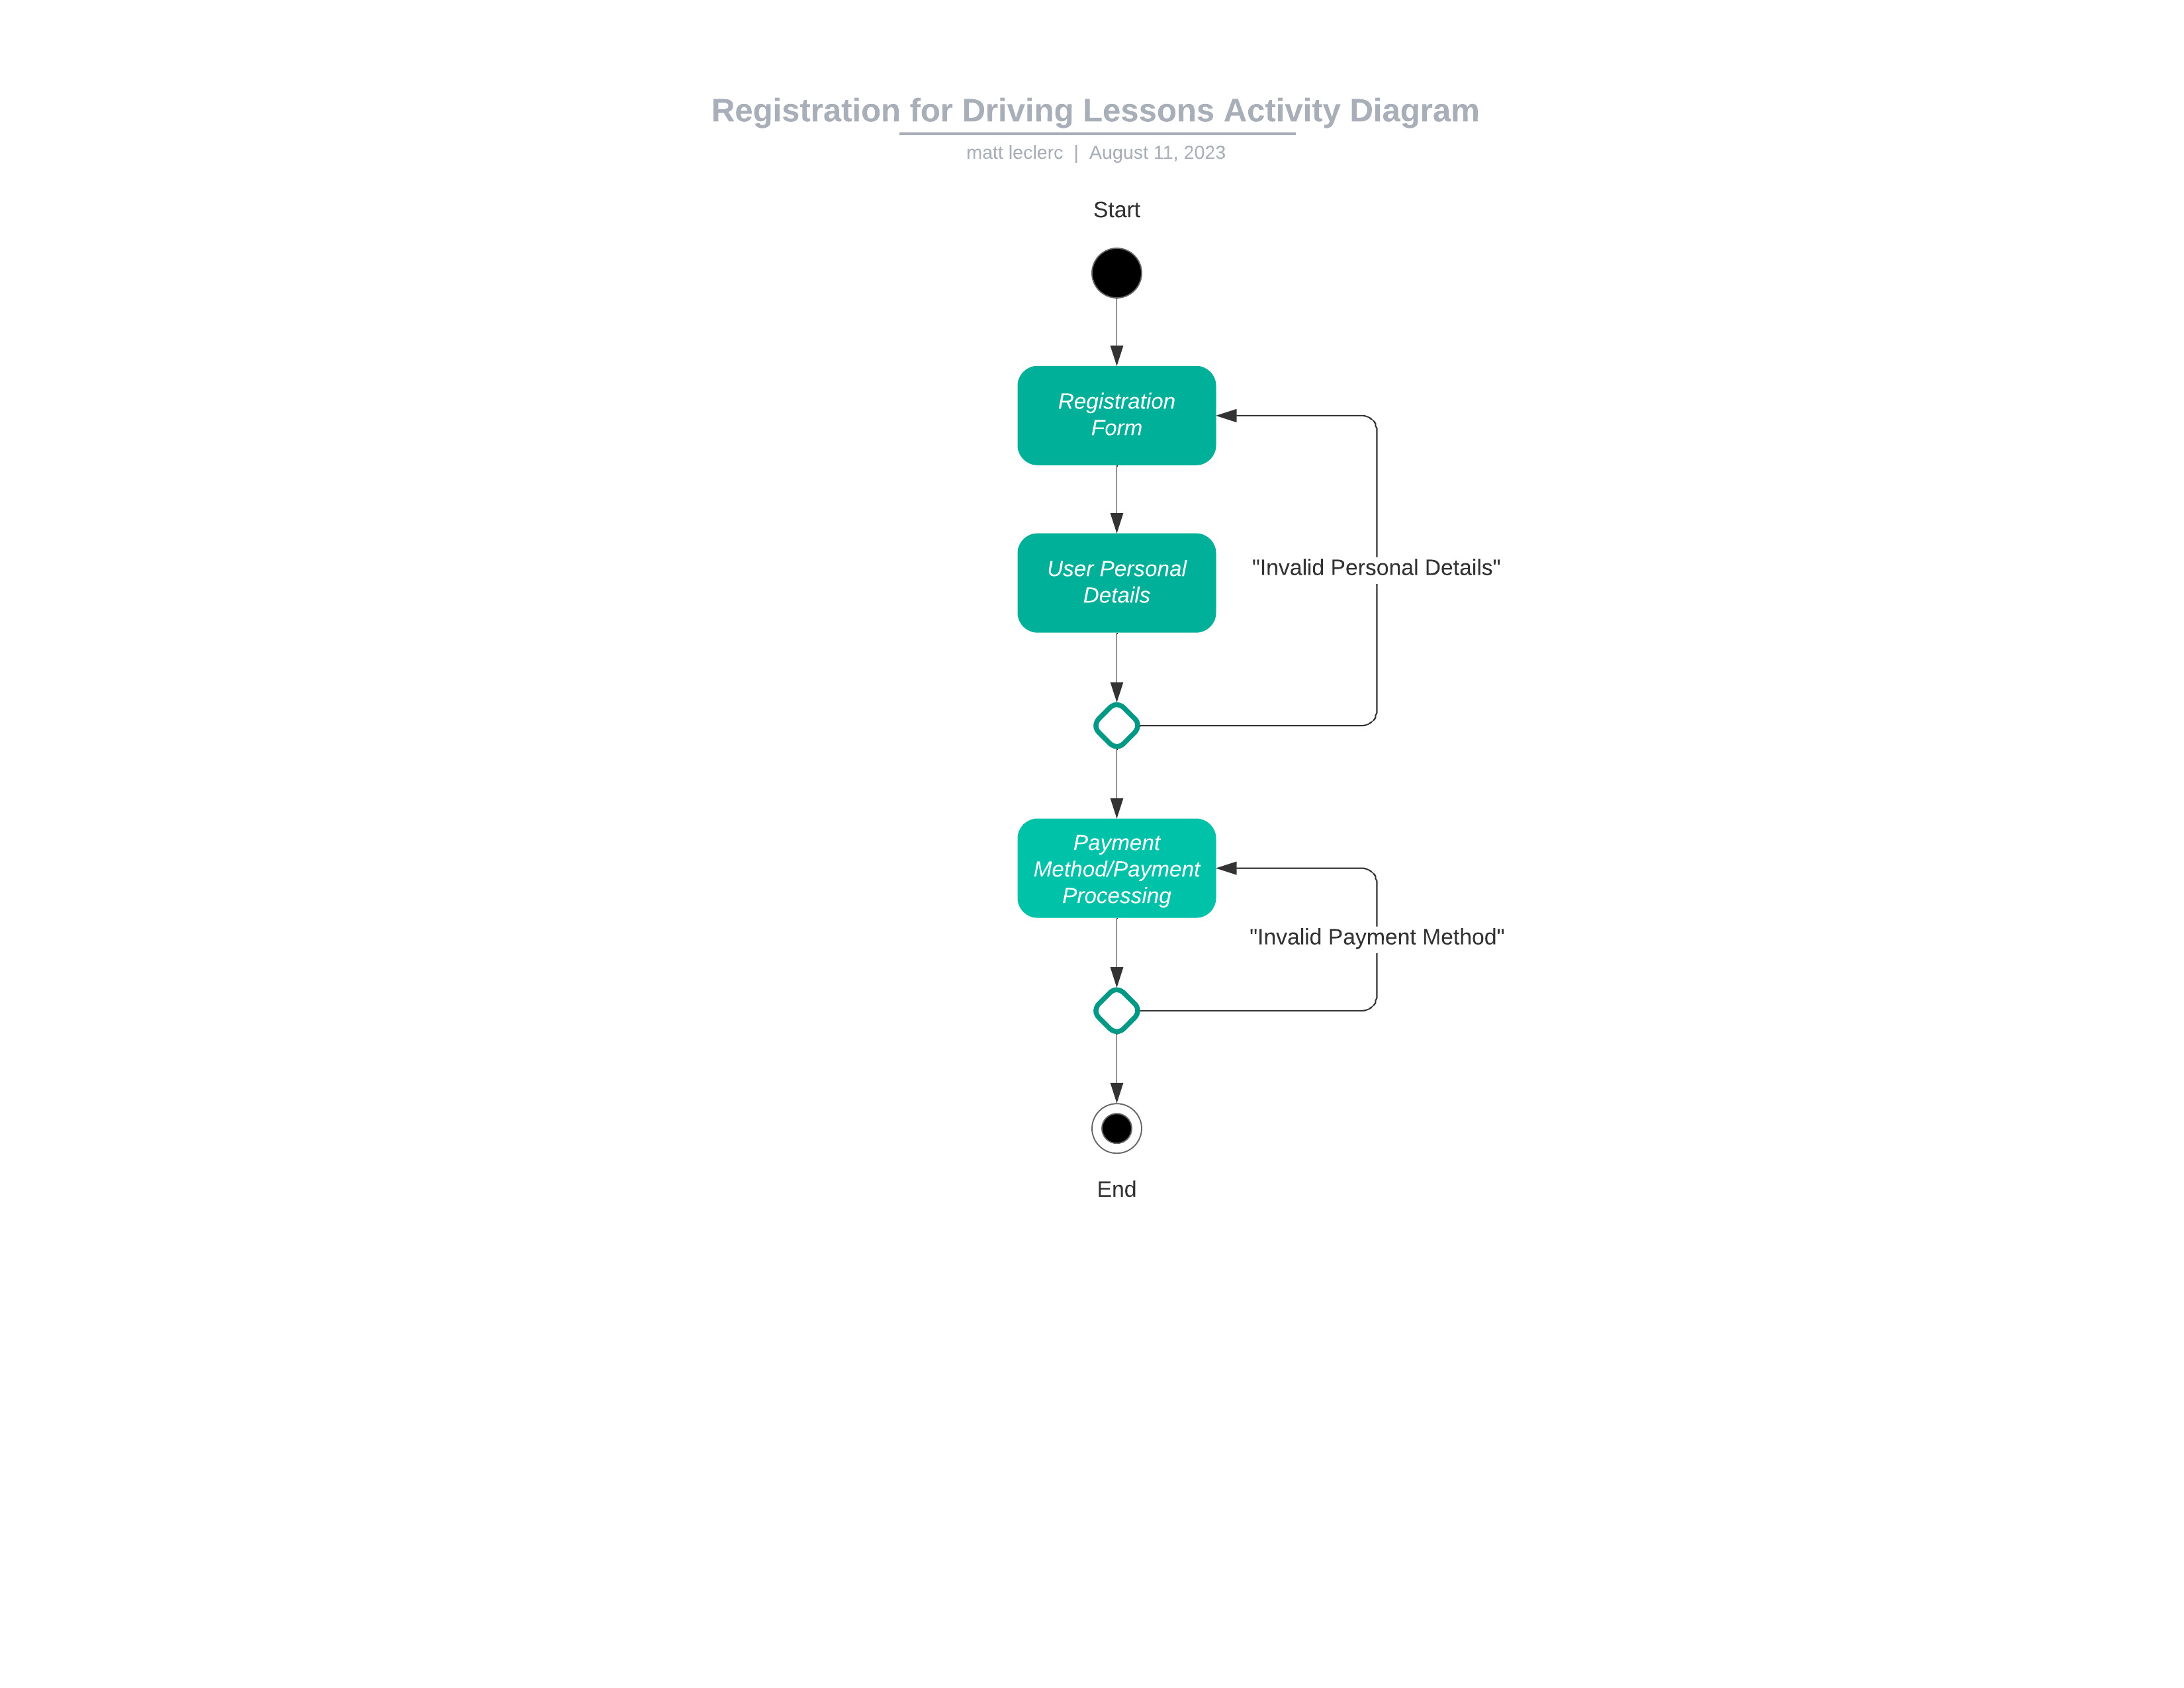 Registration for Driving Lessons Activity Diagram
matt leclerc | August 11, 2023
Start
Registration
Form
User Personal
Details
"Invalid Personal Details"
Payment
Method/Payment
Processing
"Invalid Payment Method"
End